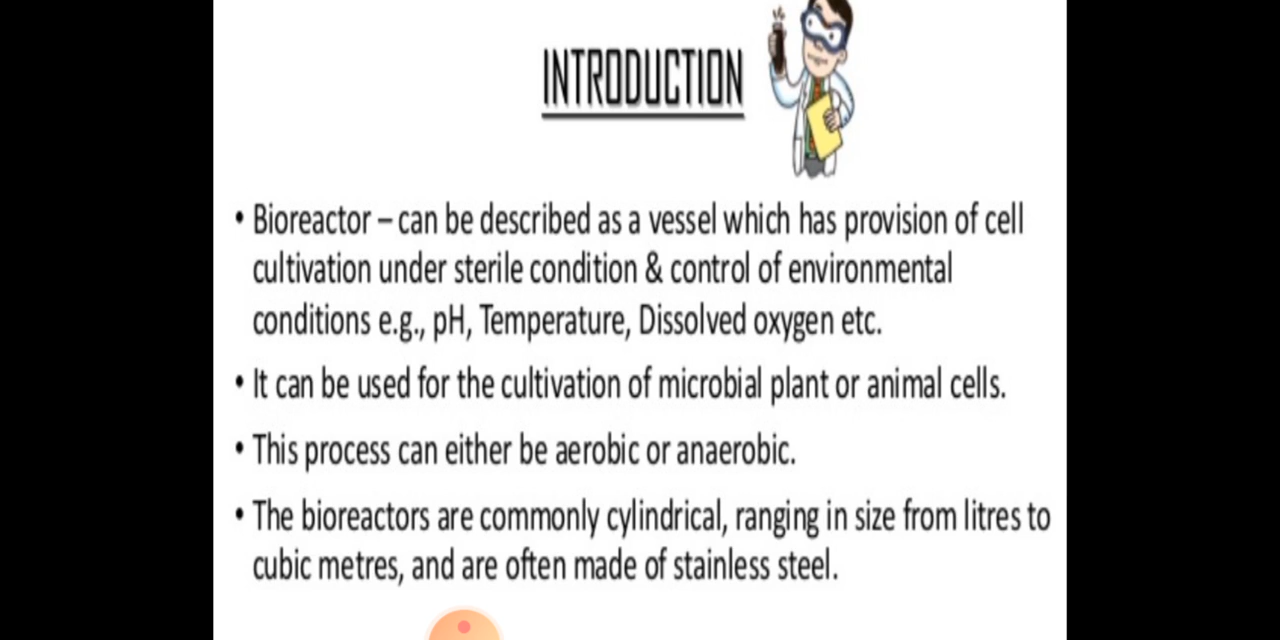 INTRODUCTION
• Bioreactor – can be described as a vessel which has provision of cell
cultivation under sterile condition & control of environmental
conditions e.g., pH, Temperature, Dissolved oxygen etc.
• It can be used for the cultivation of microbial plant or animal cells.
• This process can either be aerobic or anaerobic.
• The bioreactors are commonly cylindrical, ranging in size from litres to
cubic metres, and are often made of stainless steel.